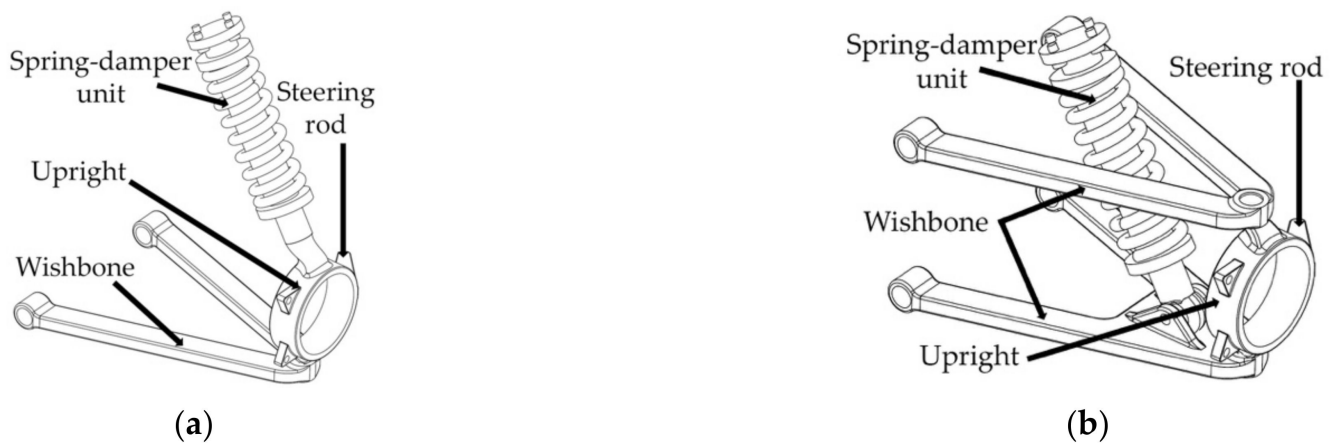 Spring-damper
unit
Steering
rod
Upright
Wishbone
(a)
Spring-damper
unit
Steering rod
Wishbone
Upright
(b)